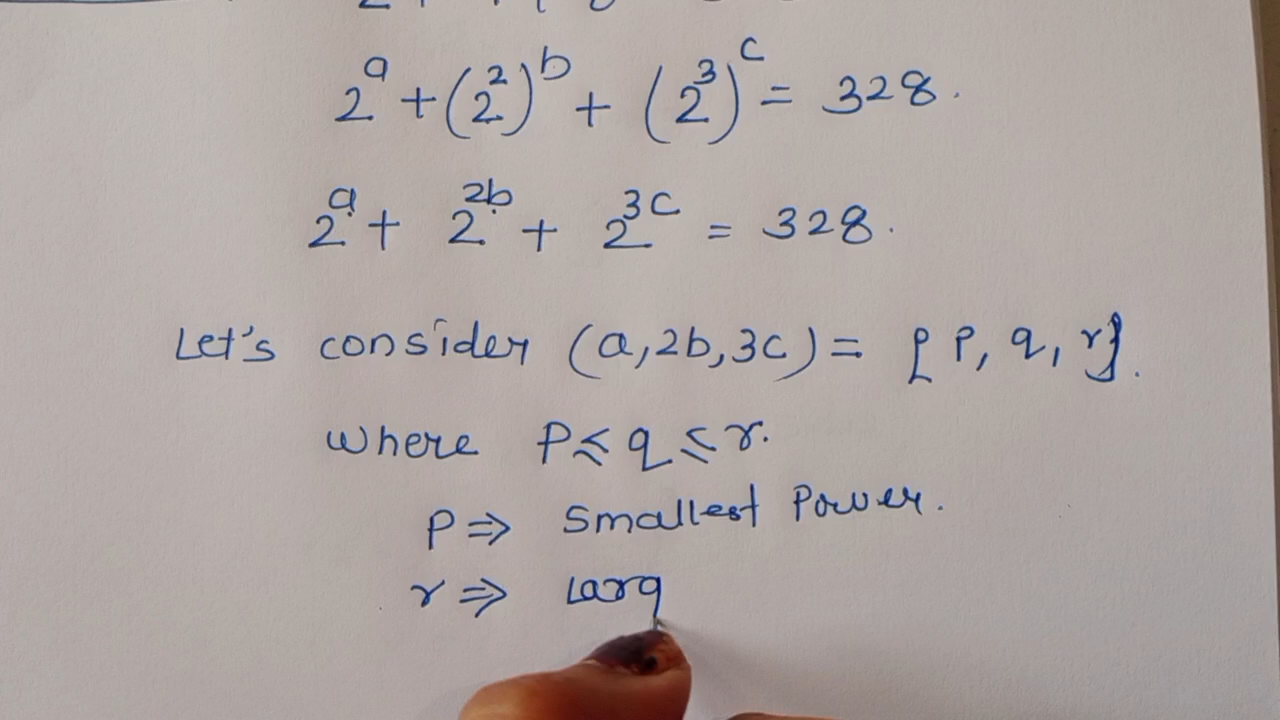 2^a + (2^2)^b + (2^3)^c = 328.
2^a + 2^2b + 2^3c = 328.
Let's consider (a,2b,3c) = {P, q, r}.
where P ≤ q ≤ r.
P ⇒ Smallest Power.
r ⇒ Larg